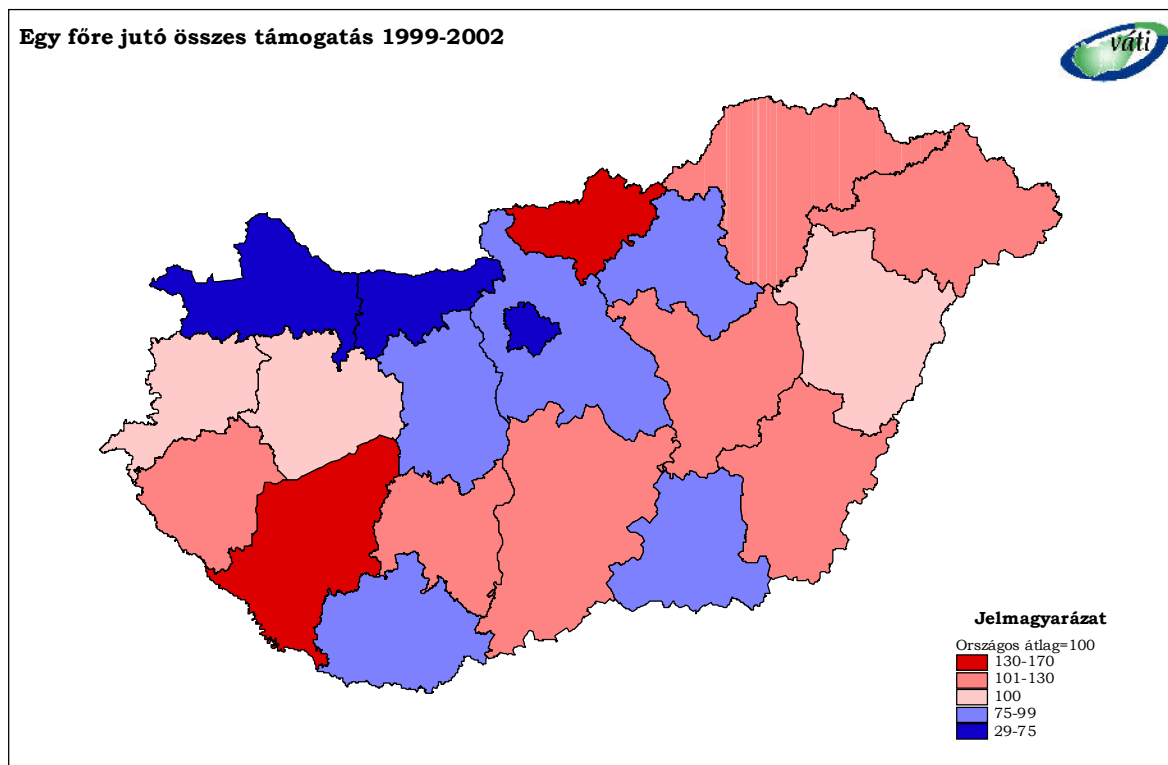 Egy főre jutó összes támogatás 1999-2002
váti
Jelmagyarázat
Országos átlag=100
130-170
101-130
100
75-99
29-75